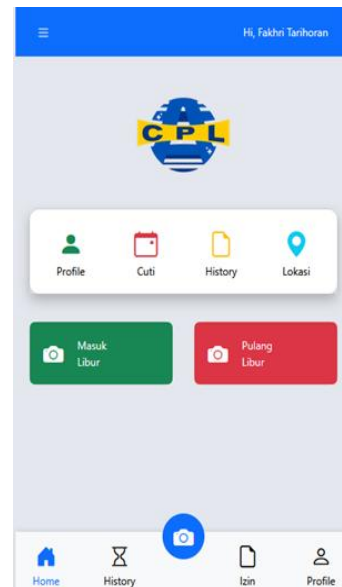 Hi, Fakhri Tarihoran
CPL
Profile Cuti History Lokasi
Masuk
Libur
Pulang
Libur
Home History Izin Profile